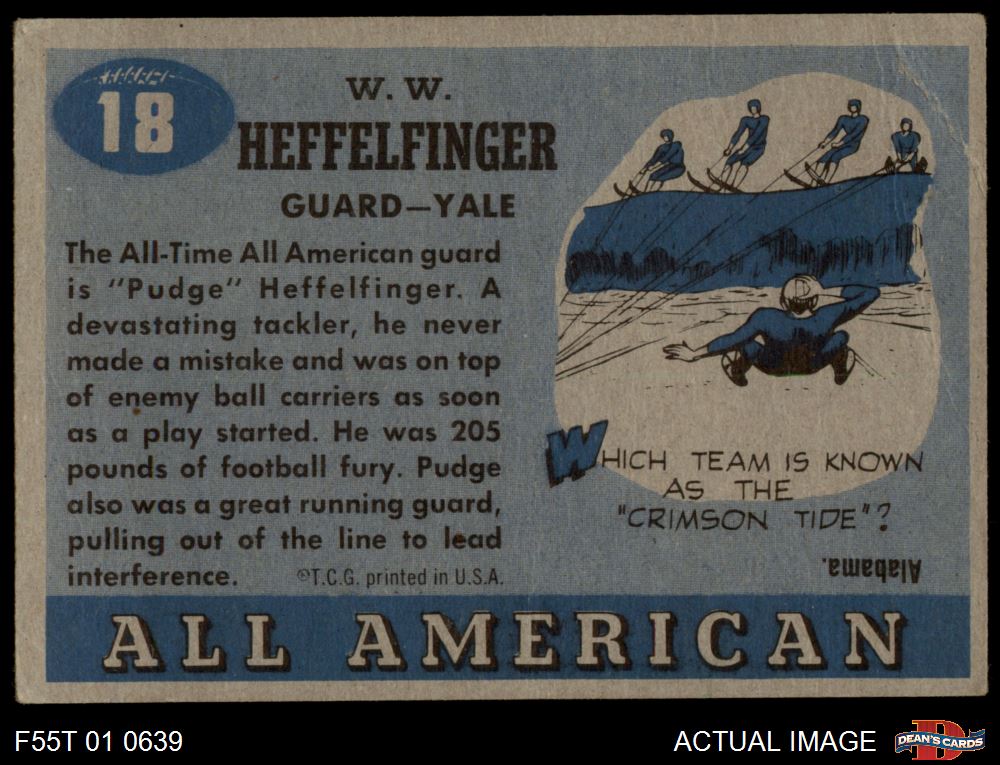 18
W. W.
HEFFELFINGER
GUARD—YALE
The All-Time All American guard
is "Pudge" Heffelfinger. A
devastating tackler, he never
made a mistake and was on top
of enemy ball carriers as soon
as a play started. He was 205
pounds of football fury. Pudge
also was a great running guard,
pulling out of the line to lead
interference.
©T.C.G. printed in U.S.A.
WHICH TEAM IS KNOWN
AS THE
"CRIMSON TIDE"?
Alabama.
ALL AMERICAN
F55T 01 0639
ACTUAL IMAGE
D
DEAN'S CARDS